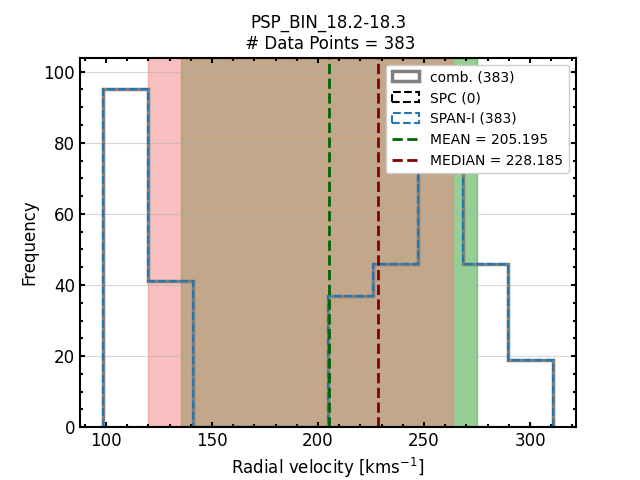 PSP_BIN_18.2-18.3
# Data Points = 383
100
80
60
40
20
0
Frequency
comb. (383)
SPC (0)
SPAN-I (383)
MEAN = 205.195
MEDIAN = 228.185
100 150 200 250 300
Radial velocity [kms⁻¹]